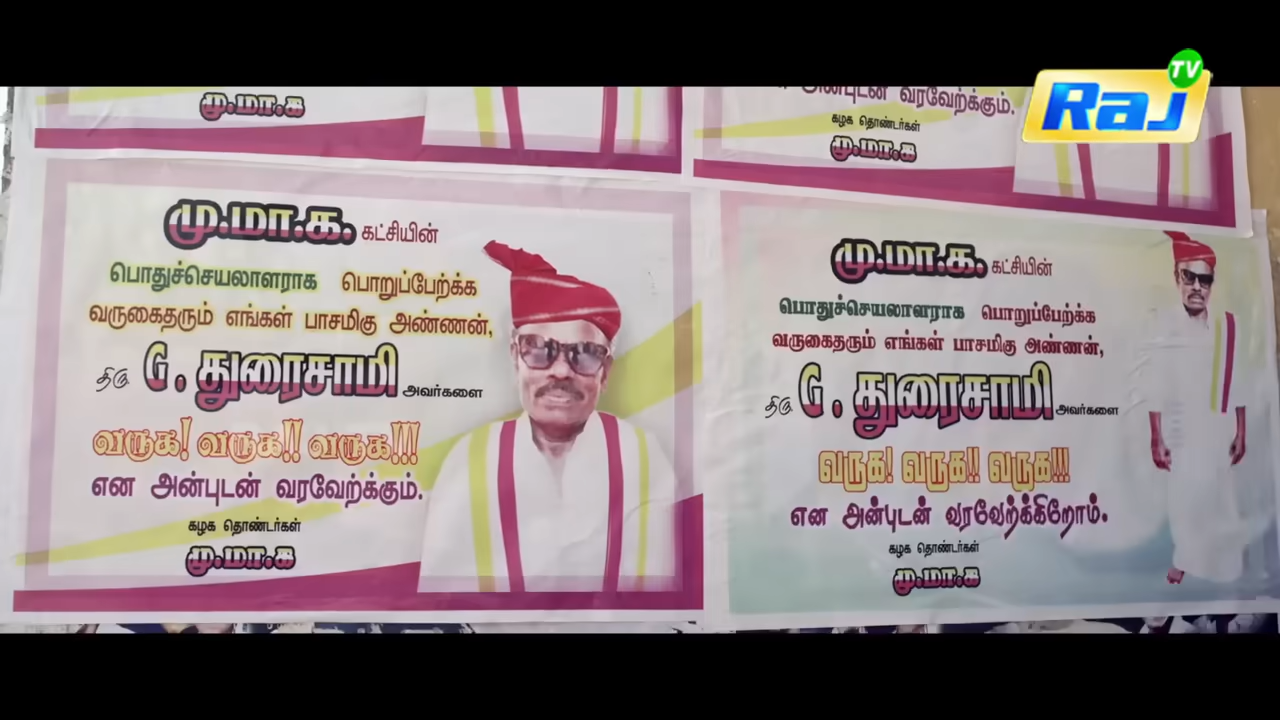 Raj TV
மு.மா.க
அன்புடன் வரவேற்க்கும்.
கழக தொண்டர்கள்
மு.மா.க
மு.மா.க. கட்சியின்
பொதுச்செயலாளராக பொறுப்பேற்க்க
வருகைதரும் எங்கள் பாசமிகு அண்ணன்,
திரு G. துரைசாமி அவர்களை
வருக! வருக!! வருக!!!
என அன்புடன் வரவேற்க்கும்.
கழக தொண்டர்கள்
மு.மா.க
மு.மா.க. கட்சியின்
பொதுச்செயலாளராக பொறுப்பேற்க்க
வருகைதரும் எங்கள் பாசமிகு அண்ணன்,
திரு G. துரைசாமி அவர்களை
வருக! வருக!! வருக!!!
என அன்புடன் வரவேற்க்கிறோம்.
கழக தொண்டர்கள்
மு.மா.க